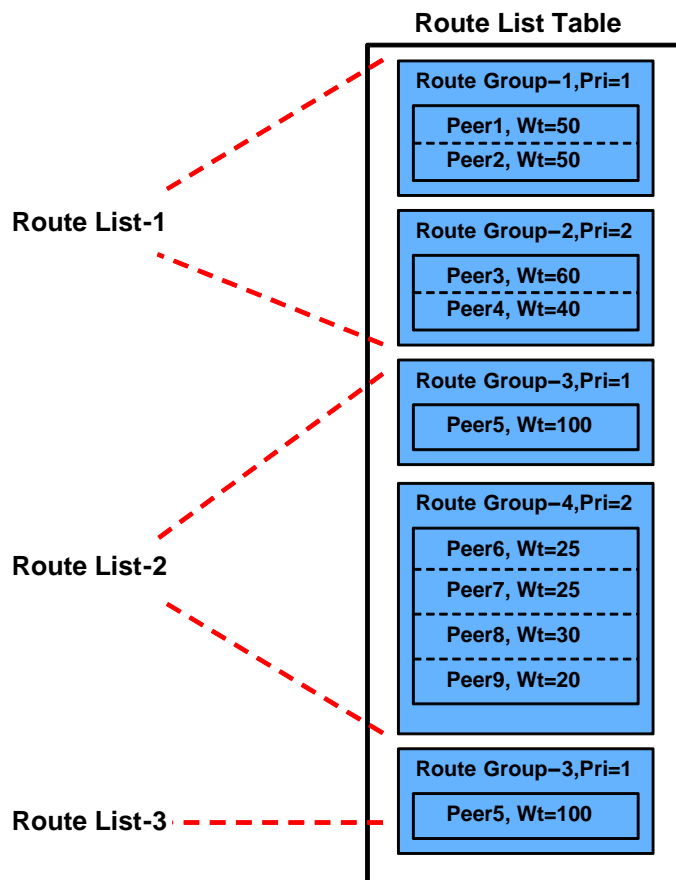 Route List Table
Route Group–1,Pri=1
Peer1, Wt=50
Peer2, Wt=50
Route List-1
Route Group–2,Pri=2
Peer3, Wt=60
Peer4, Wt=40
Route Group–3,Pri=1
Peer5, Wt=100
Route Group–4,Pri=2
Peer6, Wt=25
Route List-2
Peer7, Wt=25
Peer8, Wt=30
Peer9, Wt=20
Route Group–3,Pri=1
Route List-3
Peer5, Wt=100